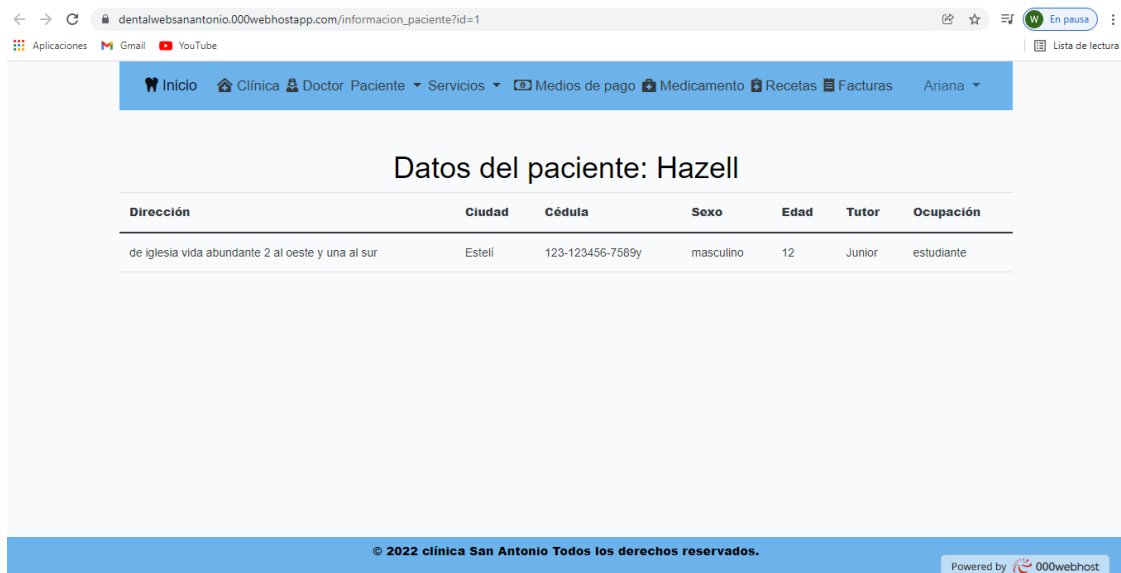 dentalwebsanantonio.000webhostapp.com/informacion_paciente?id=1
W En pausa
Aplicaciones Gmail YouTube Lista de lectura
Inicio Clínica Doctor Paciente Servicios Medios de pago Medicamento Recetas Facturas Ariana
Datos del paciente: Hazell
Dirección Ciudad Cédula Sexo Edad Tutor Ocupación
de iglesia vida abundante 2 al oeste y una al sur Estelí 123-123456-7589y masculino 12 Junior estudiante
© 2022 clínica San Antonio Todos los derechos reservados.
Powered by 000webhost